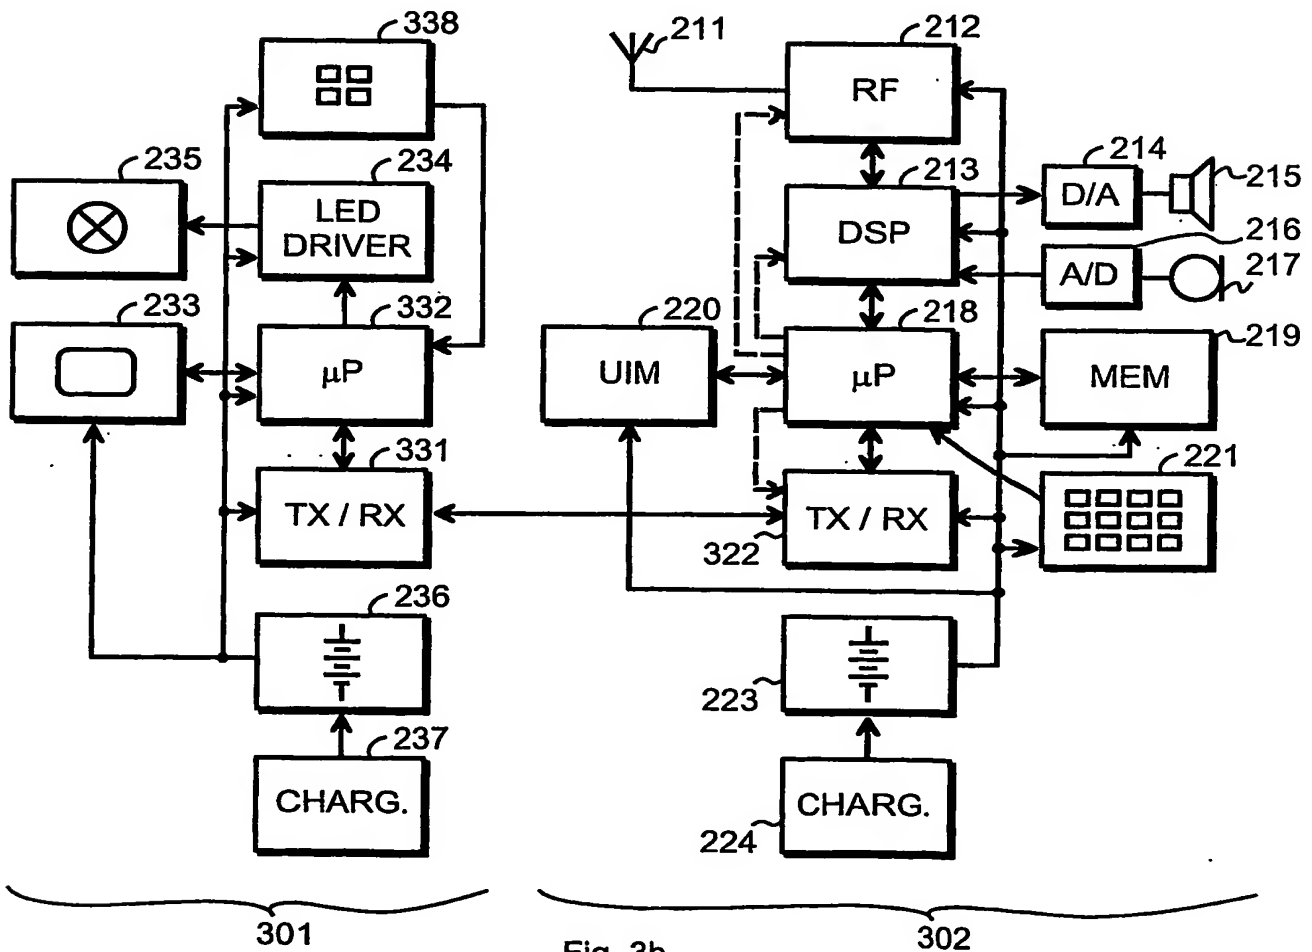 338
211
212
RF
235
234
LED
DRIVER
213
DSP
214
D/A
215
216
A/D
217
233
332
µP
220
UIM
218
µP
219
MEM
331
TX / RX
TX / RX
322
221
236
223
237
CHARG.
CHARG.
224
301
302
Fig. 3b